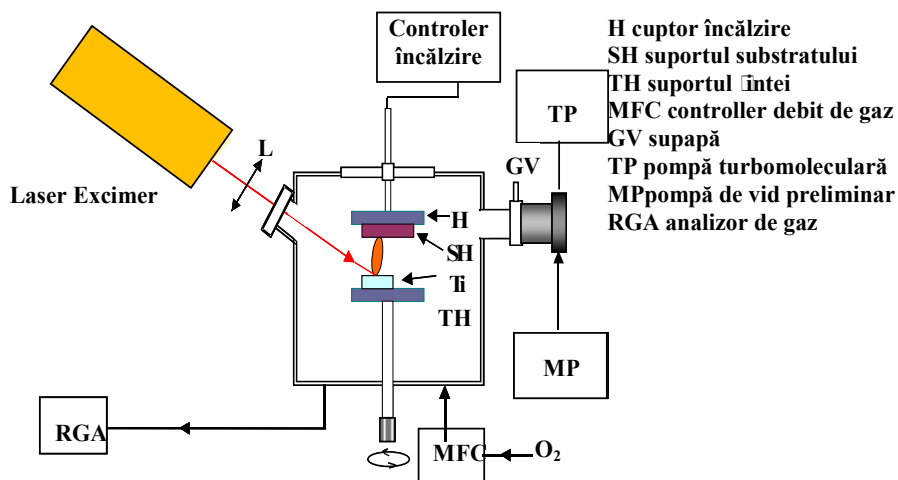 Controler
încălzire
H cuptor încălzire
SH suportul substratului
TH suportul intei
MFC controller debit de gaz
GV supapă
TP pompă turbomoleculară
MPpompă de vid preliminar
RGA analizor de gaz
TP
L
GV
Laser Excimer
H
SH
Ti
TH
MP
RGA
MFC
O₂